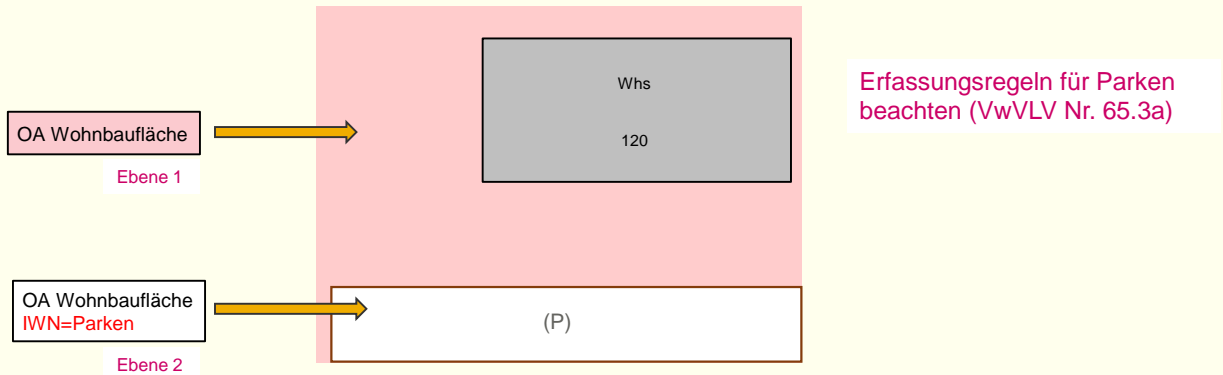 Whs
120
Erfassungsregeln für Parken
beachten (VwVLV Nr. 65.3a)
OA Wohnbaufläche
Ebene 1
OA Wohnbaufläche
IWN=Parken
Ebene 2
(P)